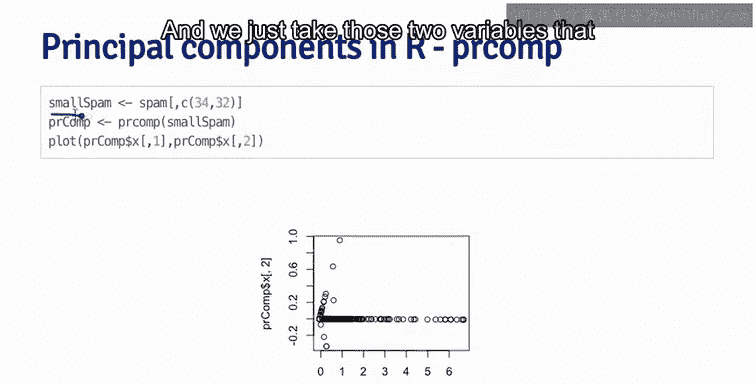 And we just take those two variables that
Principal components in R - prcomp
smallSpam <- spam[,c(34,32)]
prComp <- prcomp(smallSpam)
plot(prComp$x[,1],prComp$x[,2])
prComp$x[, 2]
1.0
0.6
0.2
-0.2
0 1 2 3 4 5 6